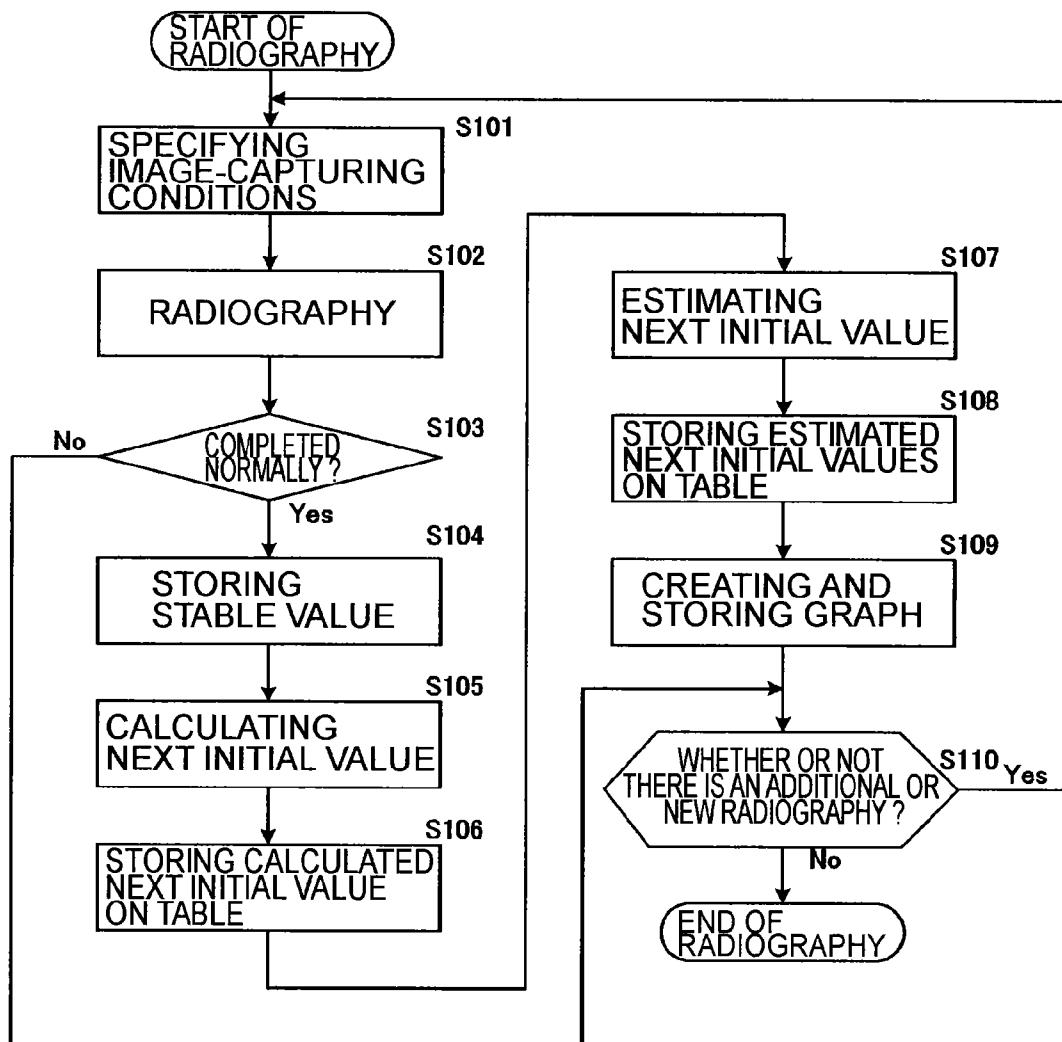 START OF
RADIOGRAPHY
S101
SPECIFYING
IMAGE-CAPTURING
CONDITIONS
S102
RADIOGRAPHY
S103
No
COMPLETED
NORMALLY ?
Yes
S104
STORING
STABLE VALUE
S105
CALCULATING
NEXT INITIAL VALUE
S106
STORING CALCULATED
NEXT INITIAL VALUE
ON TABLE
S107
ESTIMATING
NEXT INITIAL VALUE
S108
STORING ESTIMATED
NEXT INITIAL VALUES
ON TABLE
S109
CREATING AND
STORING GRAPH
S110
WHETHER OR NOT
THERE IS AN ADDITIONAL OR
NEW RADIOGRAPHY ?
Yes
No
END OF
RADIOGRAPHY